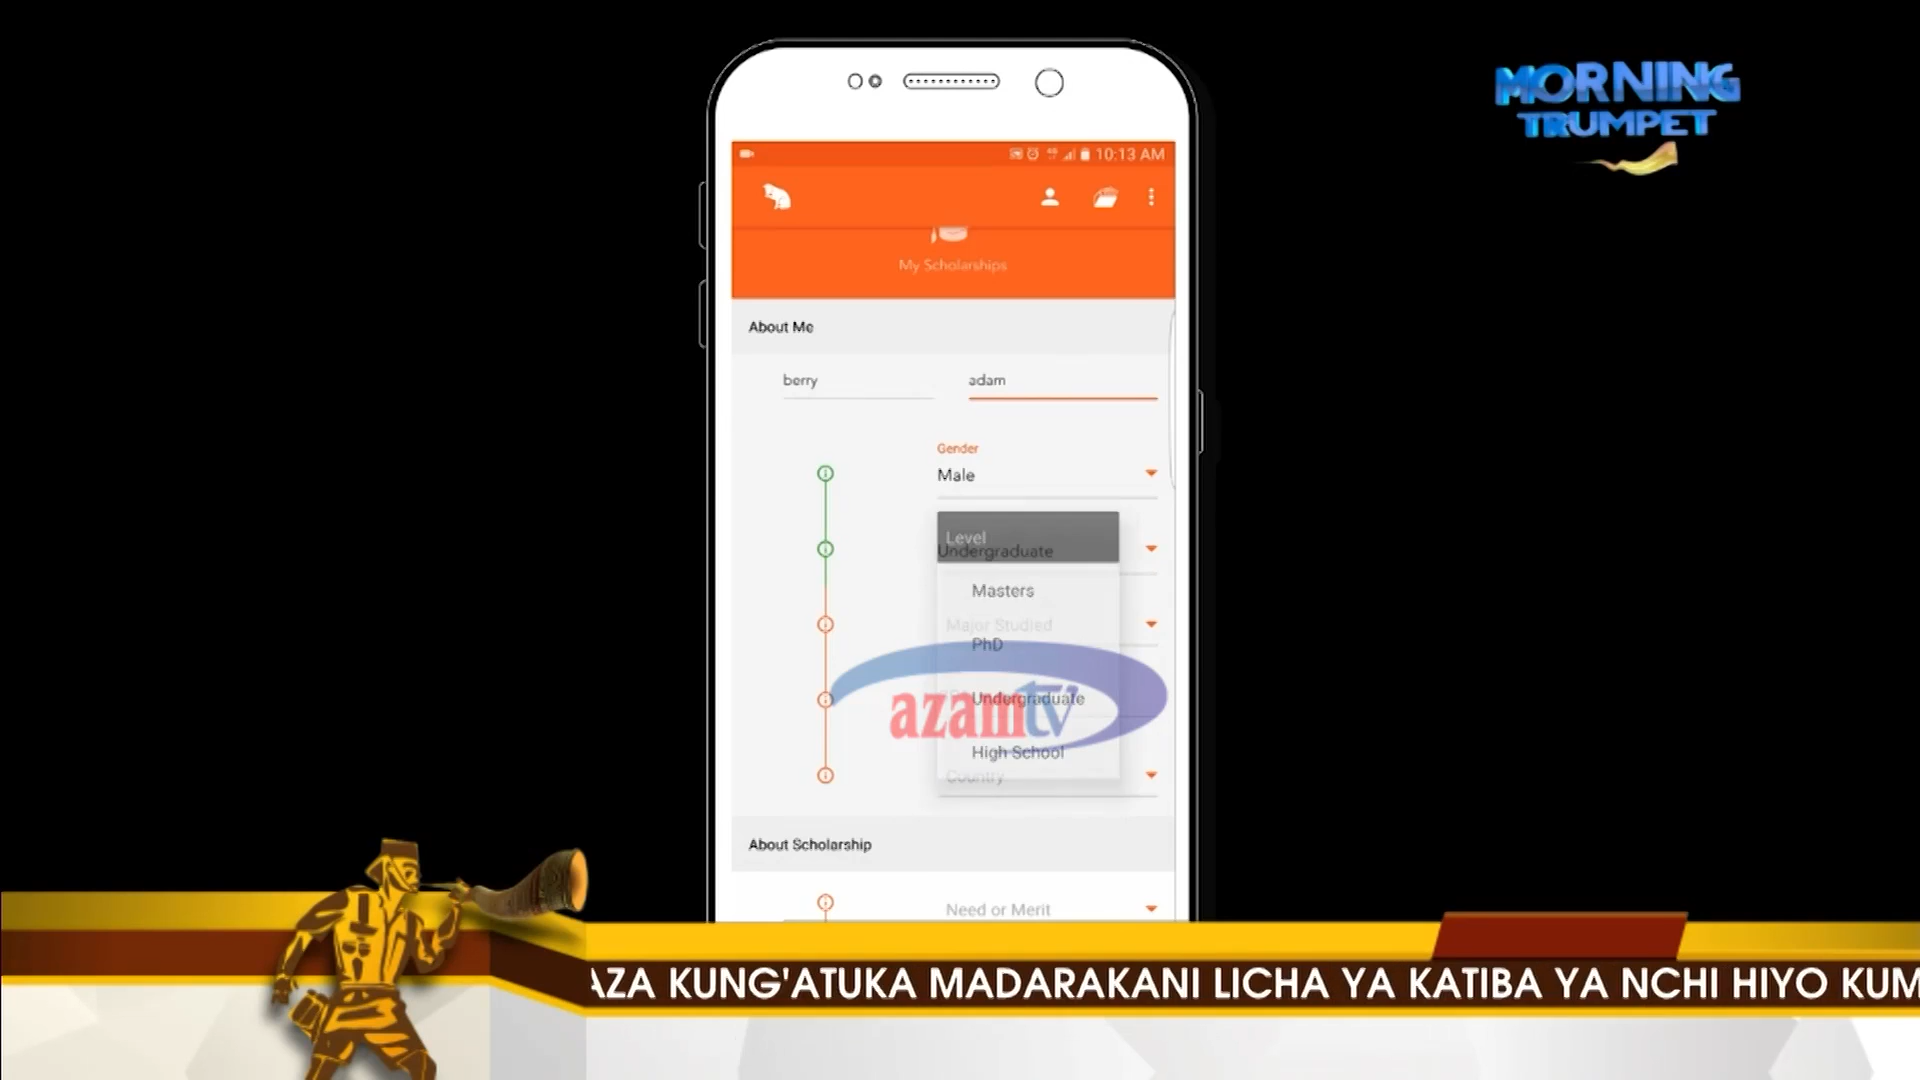 MORNING
TRUMPET
10:13 AM
My Scholarships
About Me
berry
adam
Gender
Male
Level
Undergraduate
Masters
Major Studied
PhD
Undergraduate
azamtv
High School
Country
About Scholarship
Need or Merit
AZA KUNG'ATUKA MADARAKANI LICHA YA KATIBA YA NCHI HIYO KUM